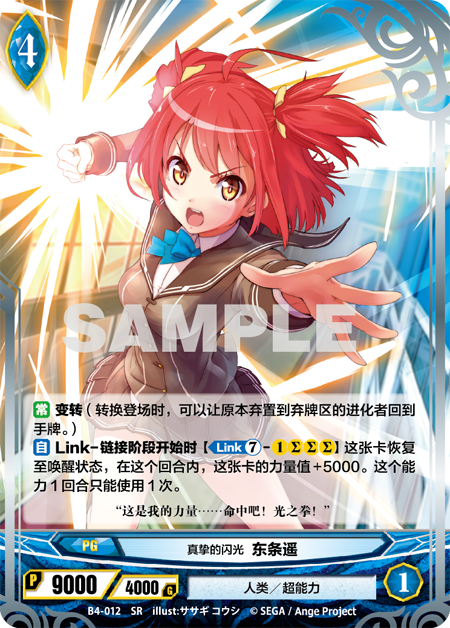 4
SAMPLE
常 变转（转换登场时，可以让原本弃置到弃牌区的进化者回到
手牌。）
自 Link-链接阶段开始时【Link⑦-1ΣΣΣ】这张卡恢复
至唤醒状态，在这个回合内，这张卡的力量值+5000。这个能
力1回合只能使用1次。
“这是我的力量……命中吧！光之拳！”
PG 真挚的闪光 东条遥
P 9000 / 4000 G 人类／超能力 1
B4-012 SR illust:ササギ コウシ © SEGA / Ange Project